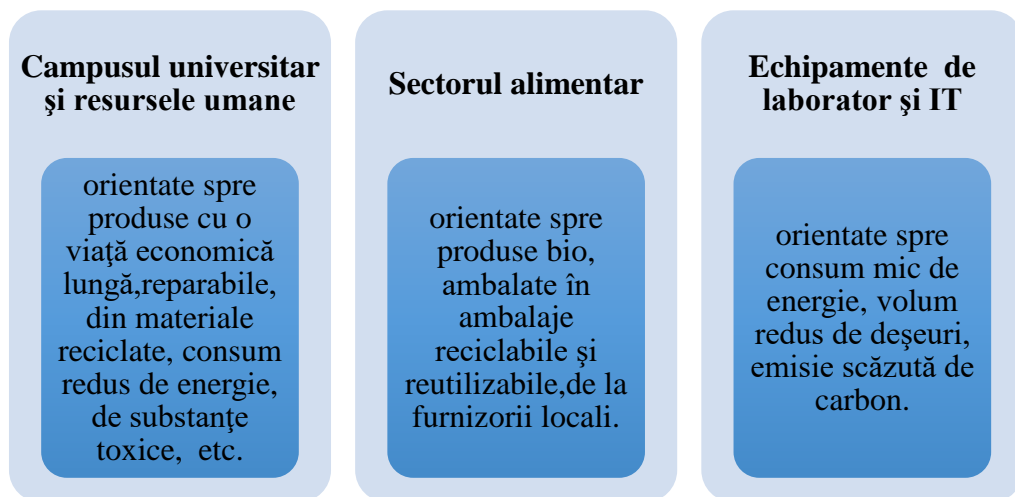 Campusul universitar
şi resursele umane
orientate spre
produse cu o
viaţă economică
lungă,reparabile,
din materiale
reciclate, consum
redus de energie,
de substanţe
toxice, etc.
Sectorul alimentar
orientate spre
produse bio,
ambalate în
ambalaje
reciclabile şi
reutilizabile,de la
furnizorii locali.
Echipamente de
laborator şi IT
orientate spre
consum mic de
energie, volum
redus de deşeuri,
emisie scăzută de
carbon.